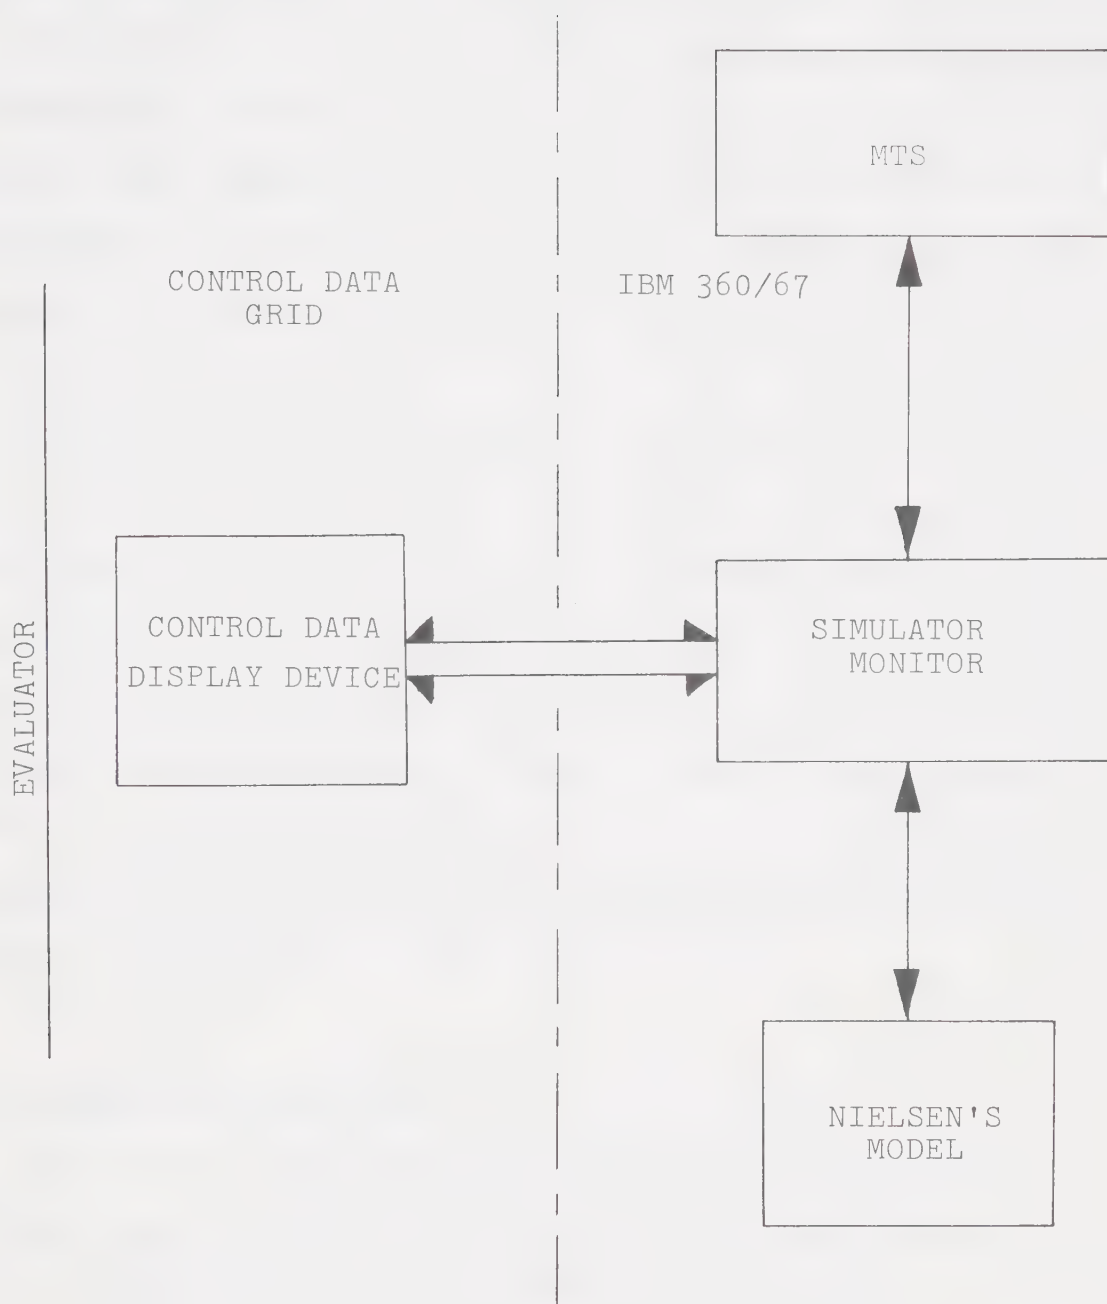 MTS
CONTROL DATA
GRID
IBM 360/67
EVALUATOR
CONTROL DATA
DISPLAY DEVICE
SIMULATOR
MONITOR
NIELSEN'S
MODEL